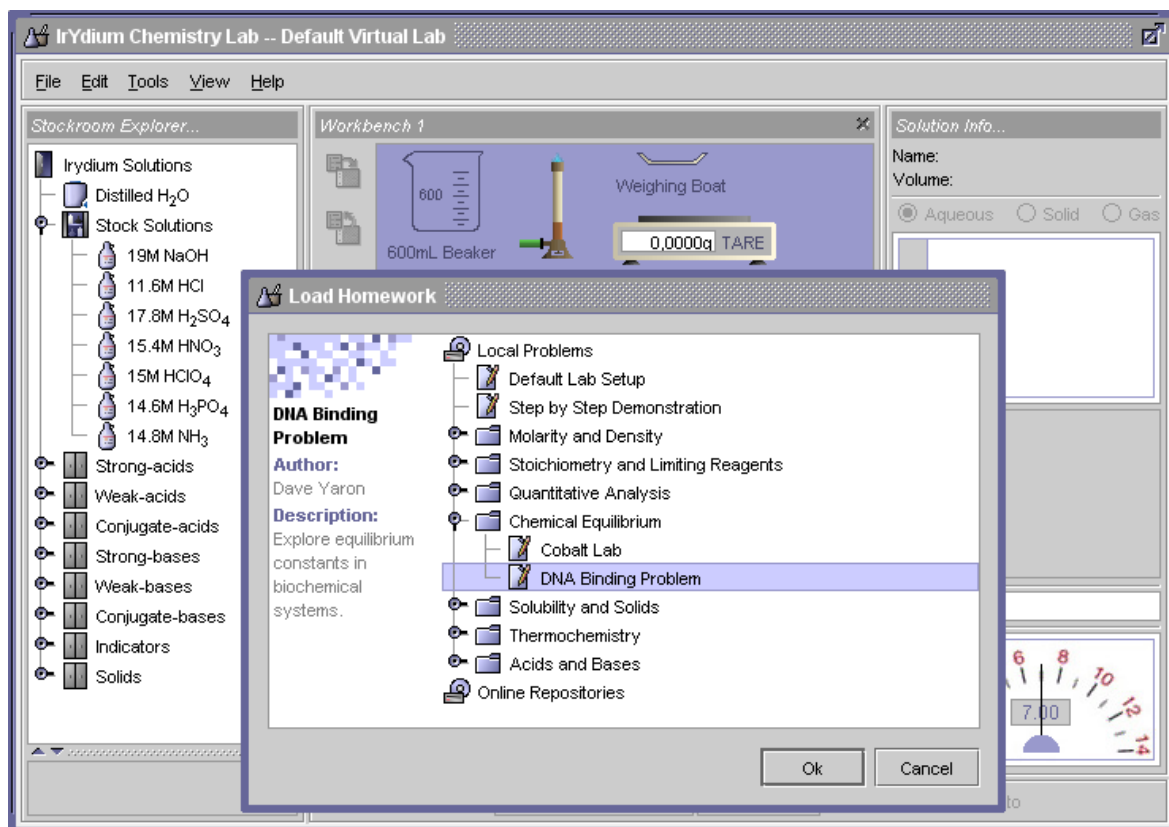 IrYdium Chemistry Lab -- Default Virtual Lab
File Edit Tools View Help
Stockroom Explorer...
Irydium Solutions
Distilled H₂O
Stock Solutions
19M NaOH
11.6M HCl
17.8M H₂SO₄
15.4M HNO₃
15M HClO₄
14.6M H₃PO₄
14.8M NH₃
Strong-acids
Weak-acids
Conjugate-acids
Strong-bases
Weak-bases
Conjugate-bases
Indicators
Solids
Workbench 1
600
600mL Beaker
Weighing Boat
0,0000g TARE
Solution Info...
Name:
Volume:
Aqueous Solid Gas
Load Homework
DNA Binding
Problem
Author:
Dave Yaron
Description:
Explore equilibrium
constants in
biochemical
systems.
Local Problems
Default Lab Setup
Step by Step Demonstration
Molarity and Density
Stoichiometry and Limiting Reagents
Quantitative Analysis
Chemical Equilibrium
Cobalt Lab
DNA Binding Problem
Solubility and Solids
Thermochemistry
Acids and Bases
Online Repositories
Ok Cancel
6 8 10 12 14
7.00